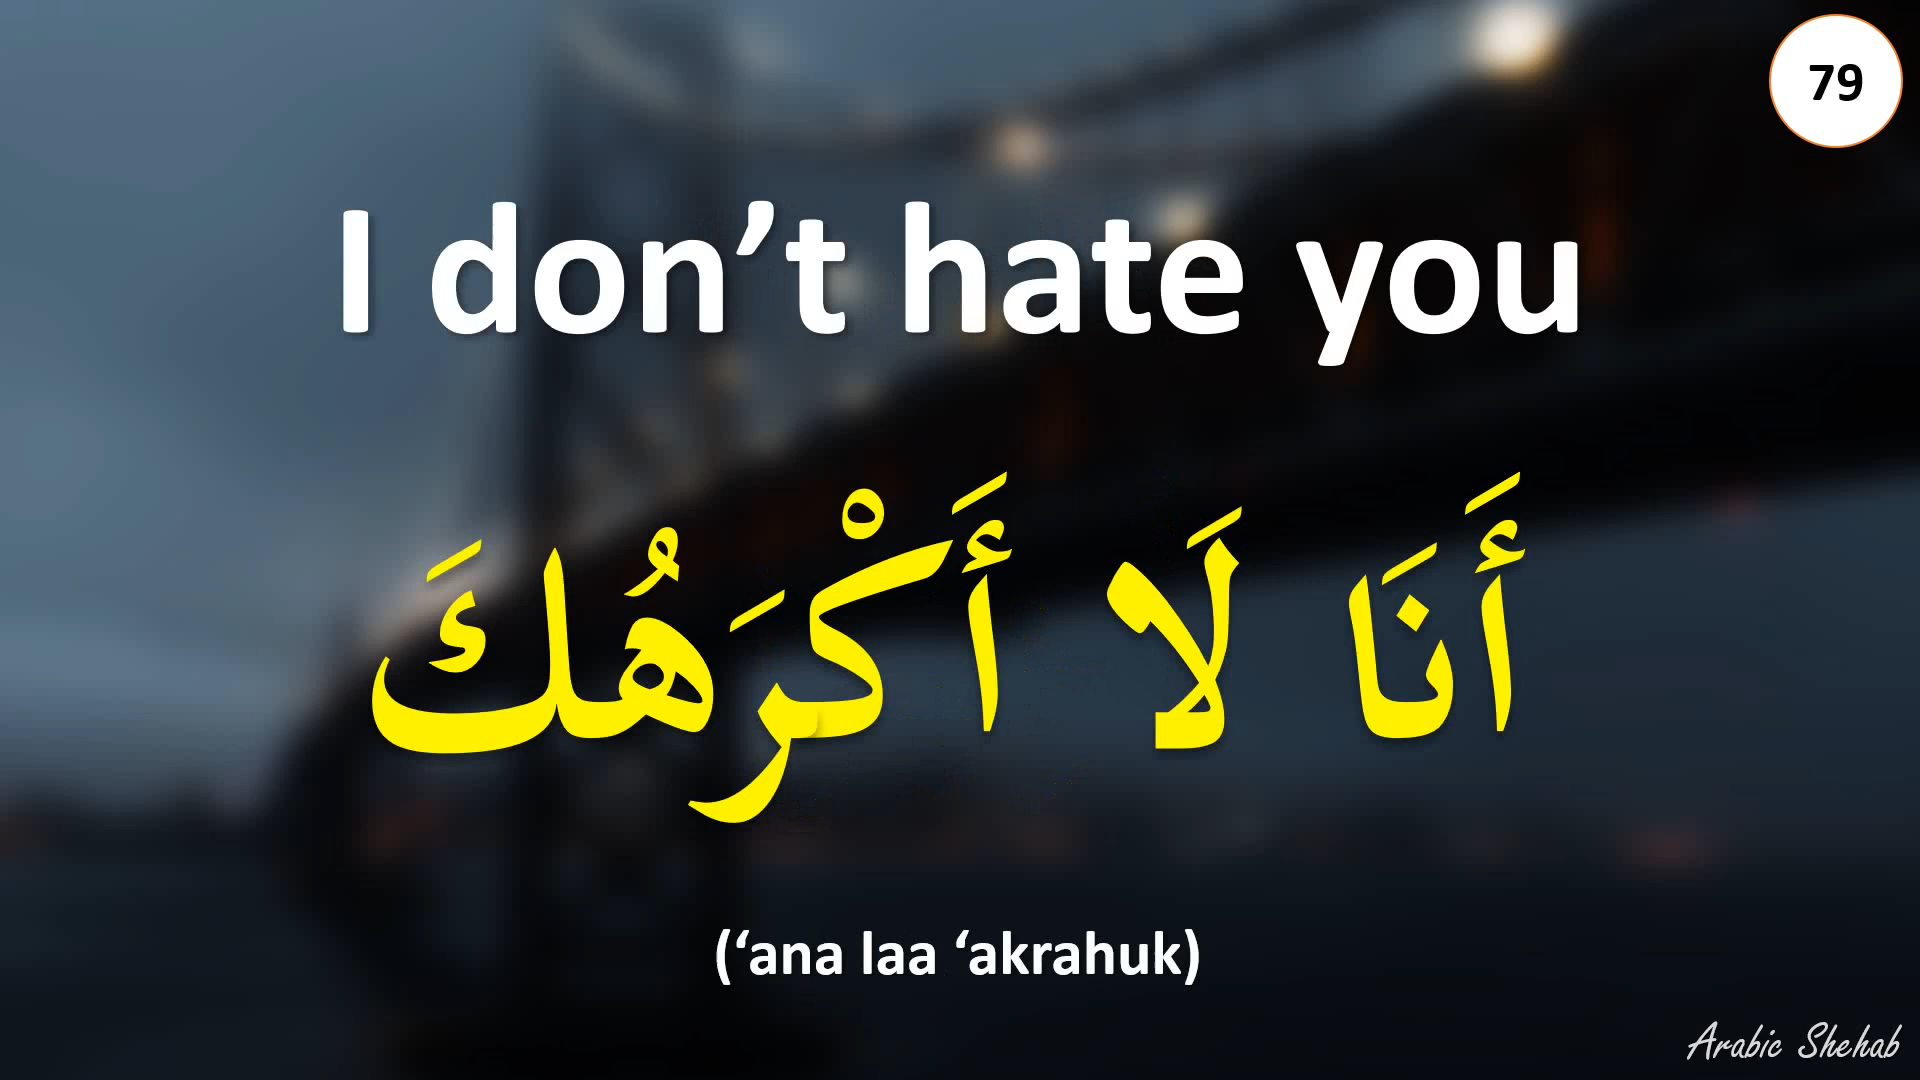 79
I don’t hate you
أَنَا لَا أَكْرَهُكَ
(‘ana laa ‘akrahuk)
Arabic Shehab